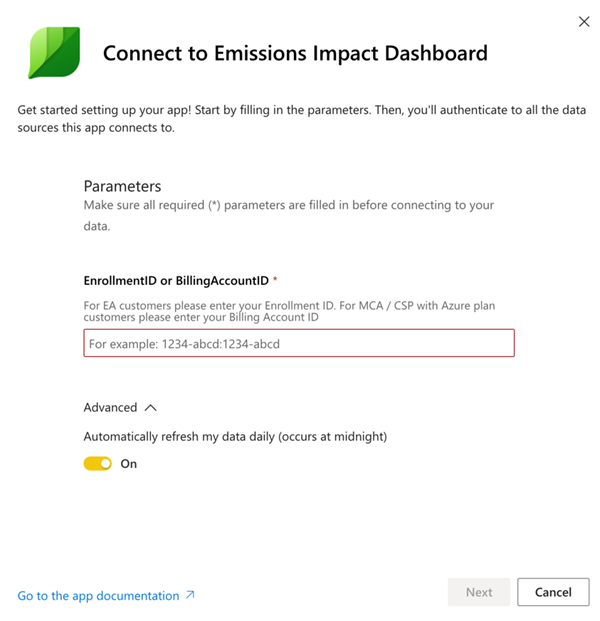 Connect to Emissions Impact Dashboard
Get started setting up your app! Start by filling in the parameters. Then, you'll authenticate to all the data
sources this app connects to.
Parameters
Make sure all required (*) parameters are filled in before connecting to your
data.
EnrollmentID or BillingAccountID *
For EA customers please enter your Enrollment ID. For MCA / CSP with Azure plan
customers please enter your Billing Account ID
For example: 1234-abcd:1234-abcd
Advanced
Automatically refresh my data daily (occurs at midnight)
On
Go to the app documentation
Next
Cancel